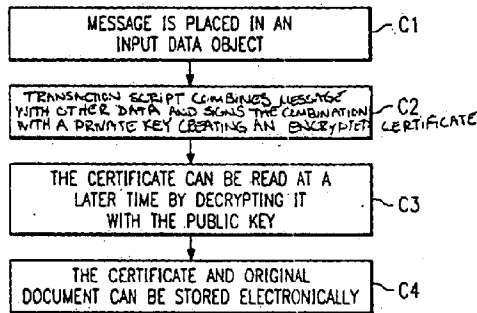 MESSAGE IS PLACED IN AN
INPUT DATA OBJECT
C1
TRANSACTION SCRIPT COMBINES MESSAGE
WITH OTHER DATA AND SIGNS THE COMBINATION
WITH A PRIVATE KEY CREATING AN ENCRYPTED CERTIFICATE
C2
THE CERTIFICATE CAN BE READ AT A
LATER TIME BY DECRYPTING IT
WITH THE PUBLIC KEY
C3
THE CERTIFICATE AND ORIGINAL
DOCUMENT CAN BE STORED ELECTRONICALLY
C4